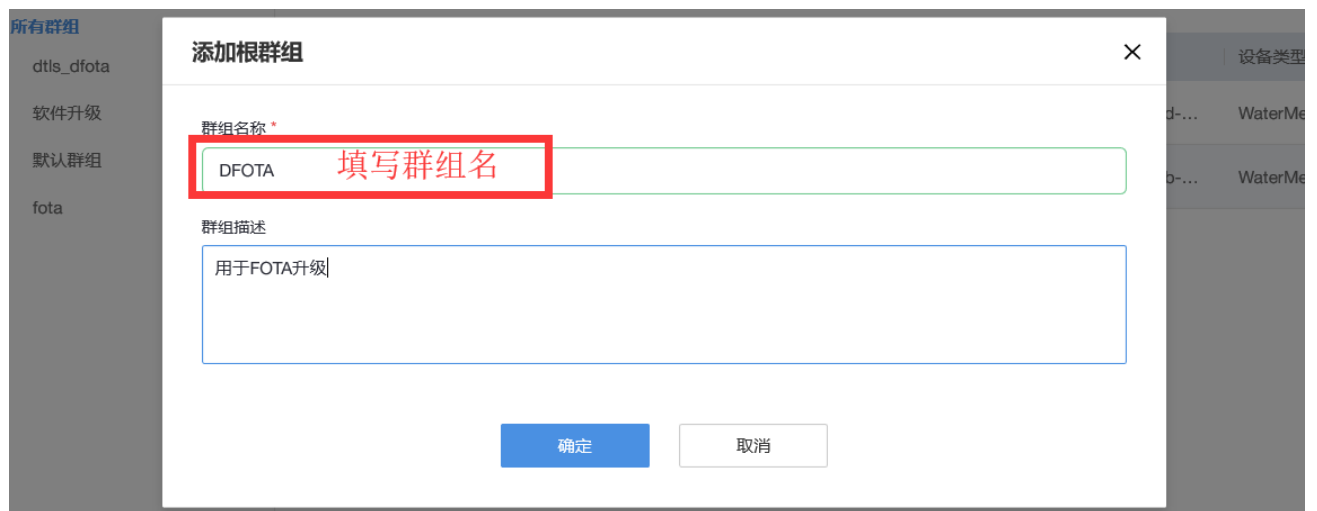 所有群组
dtls_dfota
软件升级
默认群组
fota
添加根群组
群组名称 *
DFOTA 填写群组名
群组描述
用于FOTA升级
确定 取消
设备类型
d-... WaterMe
b-... WaterMe